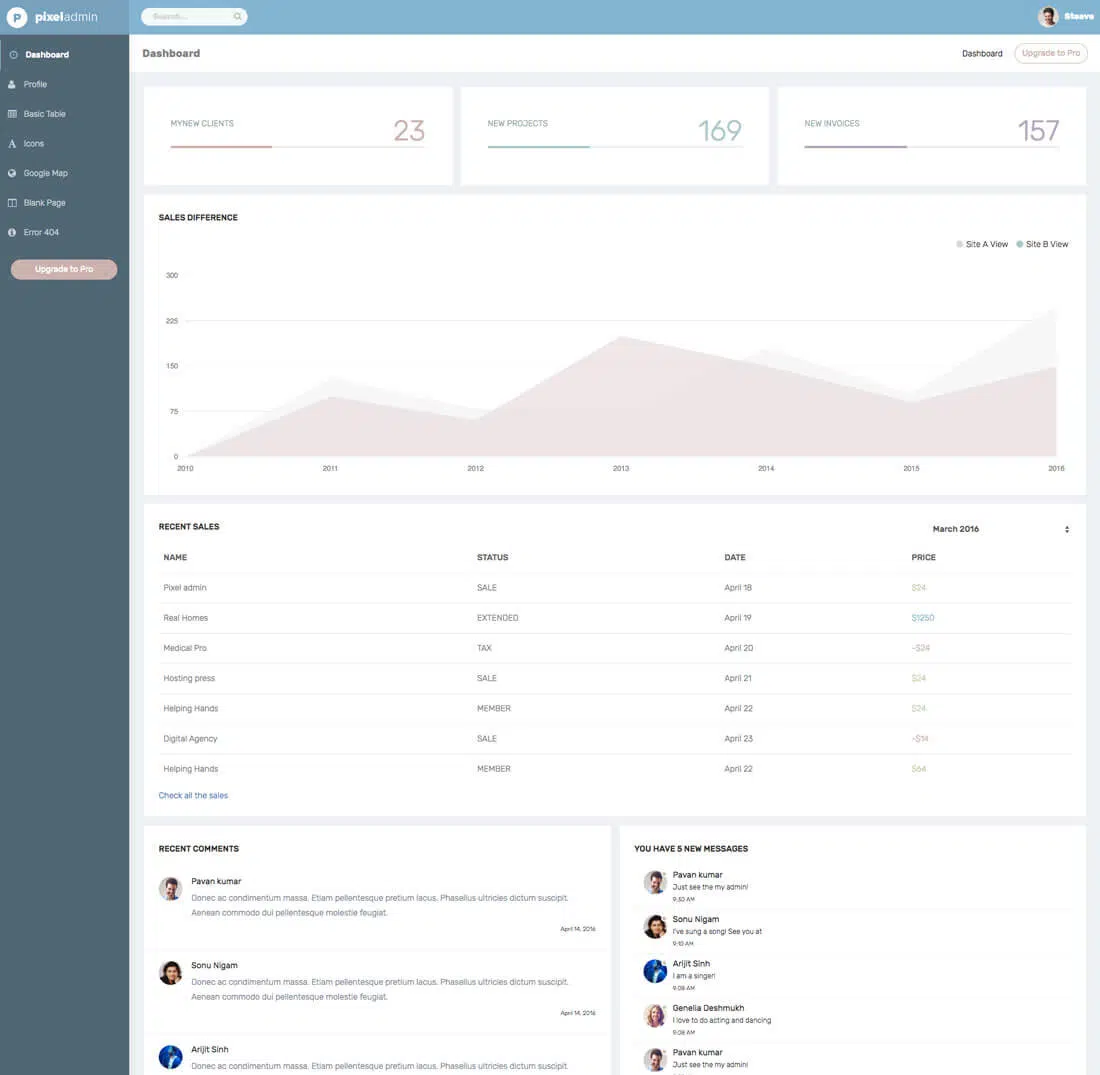 pixeladmin
Search...
Steave
Dashboard
Profile
Basic Table
Icons
Google Map
Blank Page
Error 404
Upgrade to Pro
Dashboard
Dashboard
Upgrade to Pro
MYNEW CLIENTS
23
NEW PROJECTS
169
NEW INVOICES
157
SALES DIFFERENCE
Site A View Site B View
300
225
150
75
0
2010 2011 2012 2013 2014 2015 2016
RECENT SALES
March 2016
NAME STATUS DATE PRICE
Pixel admin SALE April 18 $24
Real Homes EXTENDED April 19 $1250
Medical Pro TAX April 20 -$24
Hosting press SALE April 21 $24
Helping Hands MEMBER April 22 $24
Digital Agency SALE April 23 -$14
Helping Hands MEMBER April 22 $64
Check all the sales
RECENT COMMENTS
Pavan kumar
Donec ac condimentum massa. Etiam pellentesque pretium lacus. Phasellus ultricies dictum suscipit.
Aenean commodo dui pellentesque molestie feugiat.
April 14, 2016
Sonu Nigam
Donec ac condimentum massa. Etiam pellentesque pretium lacus. Phasellus ultricies dictum suscipit.
Aenean commodo dui pellentesque molestie feugiat.
April 14, 2016
Arijit Sinh
Donec ac condimentum massa. Etiam pellentesque pretium lacus. Phasellus ultricies dictum suscipit.
YOU HAVE 5 NEW MESSAGES
Pavan kumar
Just see the my admin!
9:30 AM
Sonu Nigam
I've sung a song! See you at
9:10 AM
Arijit Sinh
I am a singer!
9:08 AM
Genelia Deshmukh
I love to do acting and dancing
9:08 AM
Pavan kumar
Just see the my admin!